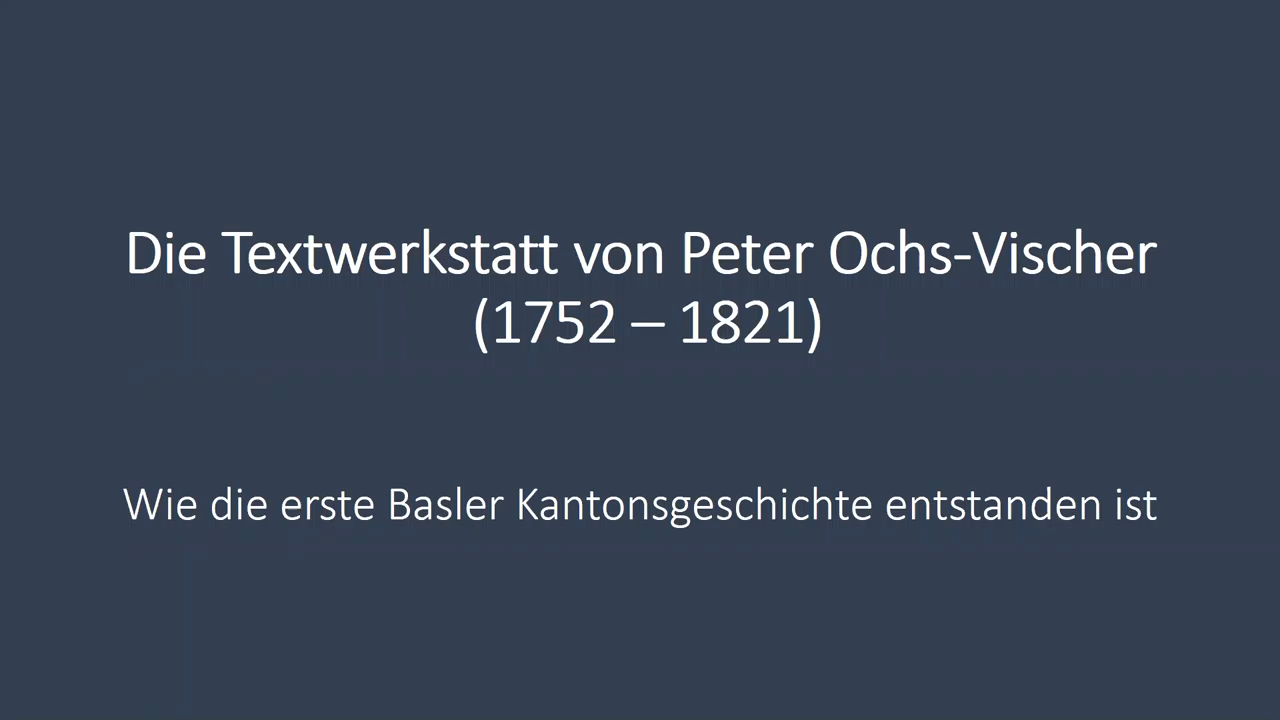 Die Textwerkstatt von Peter Ochs-Vischer
(1752 – 1821)
Wie die erste Basler Kantonsgeschichte entstanden ist